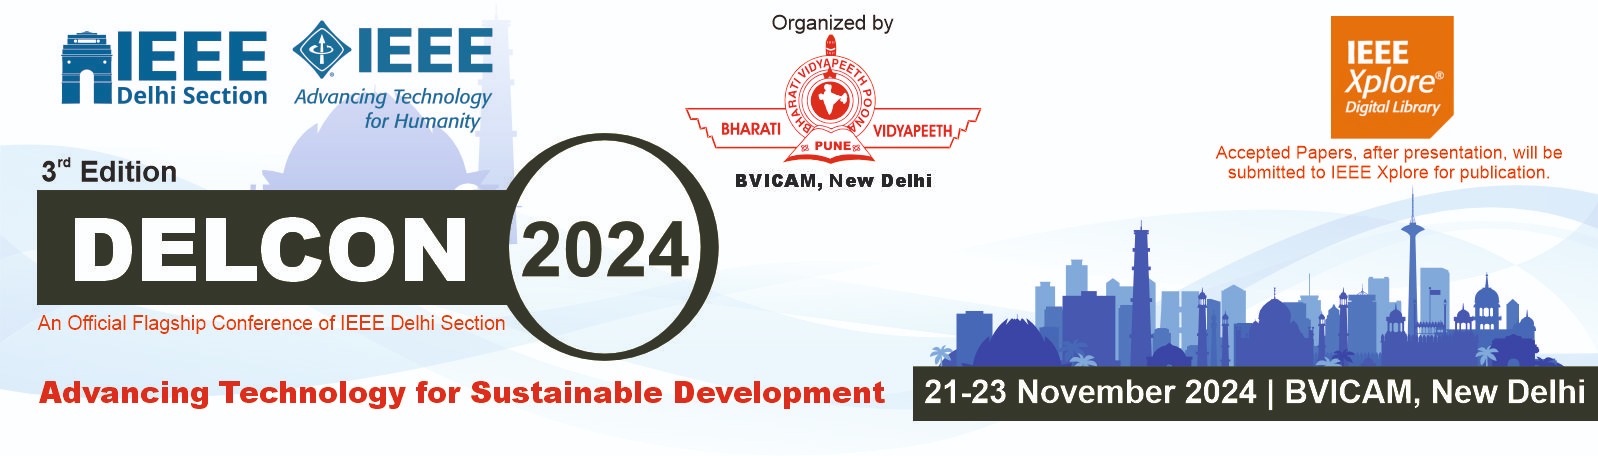 IEEE
Delhi Section
IEEE
Advancing Technology
for Humanity
Organized by
BHARATI VIDYAPEETH POONA
BHARATI VIDYAPEETH
PUNE
BVICAM, New Delhi
IEEE
Xplore®
Digital Library
Accepted Papers, after presentation, will be
submitted to IEEE Xplore for publication.
3rd Edition
DELCON 2024
An Official Flagship Conference of IEEE Delhi Section
Advancing Technology for Sustainable Development
21-23 November 2024 | BVICAM, New Delhi